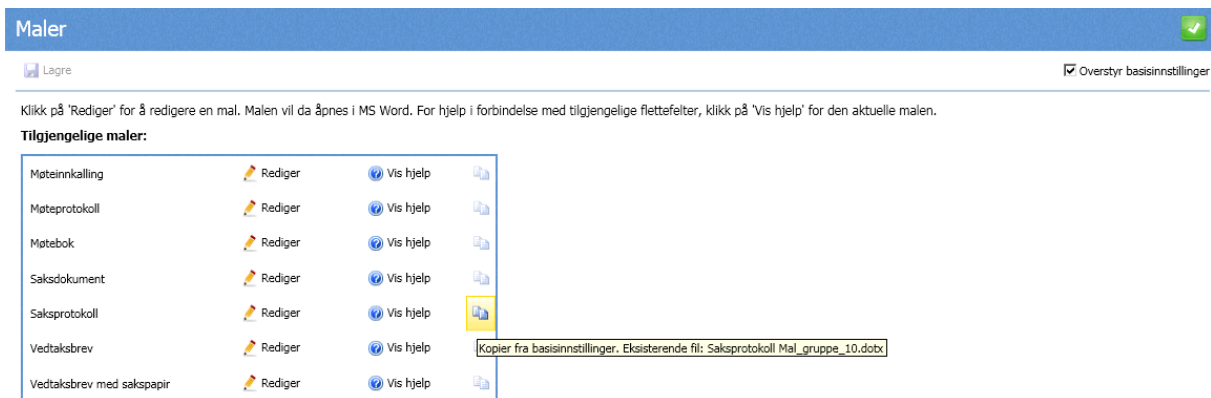 Maler
Lagre
Overstyr basisinnstillinger
Klikk på 'Rediger' for å redigere en mal. Malen vil da åpnes i MS Word. For hjelp i forbindelse med tilgjengelige flettefelter, klikk på 'Vis hjelp' for den aktuelle malen.
Tilgjengelige maler:
Møteinnkalling Rediger Vis hjelp
Møteprotokoll Rediger Vis hjelp
Møtebok Rediger Vis hjelp
Saksdokument Rediger Vis hjelp
Saksprotokoll Rediger Vis hjelp
Vedtaksbrev Rediger Vis hjelp
Kopier fra basisinnstillinger. Eksisterende fil: Saksprotokoll Mal_gruppe_10.dotx
Vedtaksbrev med sakspapir Rediger Vis hjelp